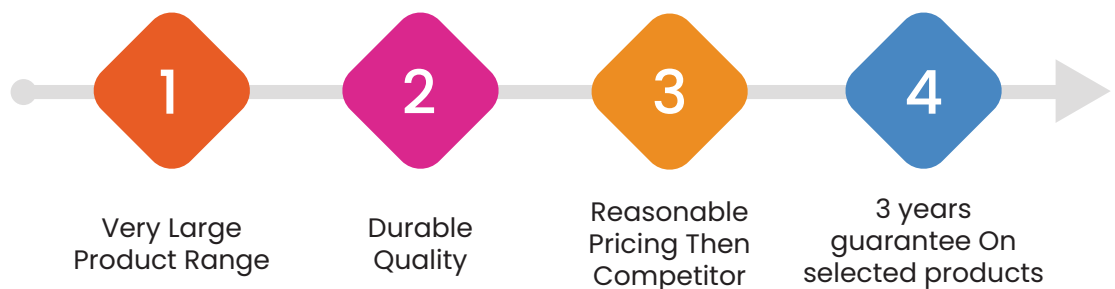 1
Very Large
Product Range
2
Durable
Quality
3
Reasonable
Pricing Then
Competitor
4
3 years
guarantee On
selected products